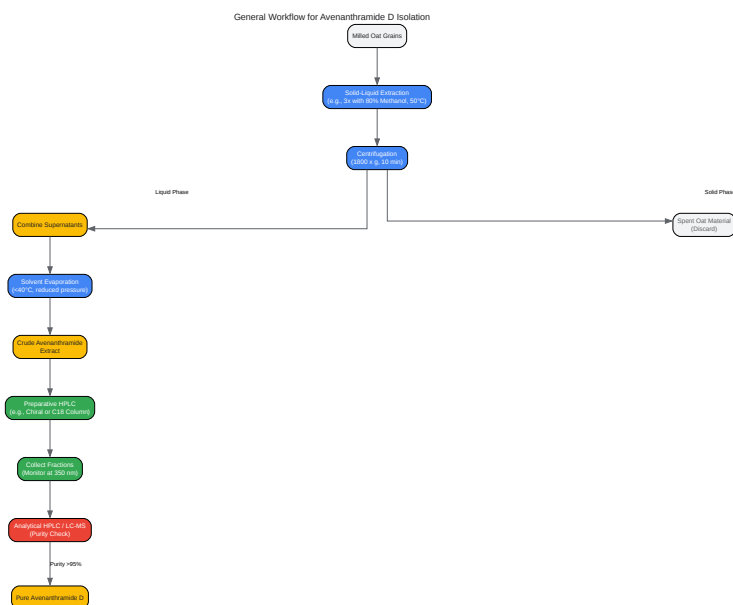 General Workflow for Avenanthramide D Isolation
Milled Oat Grains
Solid-Liquid Extraction
(e.g., 3x with 80% Methanol, 50°C)
Centrifugation
(1800 x g, 10 min)
Liquid Phase
Solid Phase
Combine Supernatants
Spent Oat Material
(Discard)
Solvent Evaporation
(<40°C, reduced pressure)
Crude Avenanthramide
Extract
Preparative HPLC
(e.g., Chiral or C18 Column)
Collect Fractions
(Monitor at 350 nm)
Analytical HPLC / LC-MS
(Purity Check)
Purity >95%
Pure Avenanthramide D